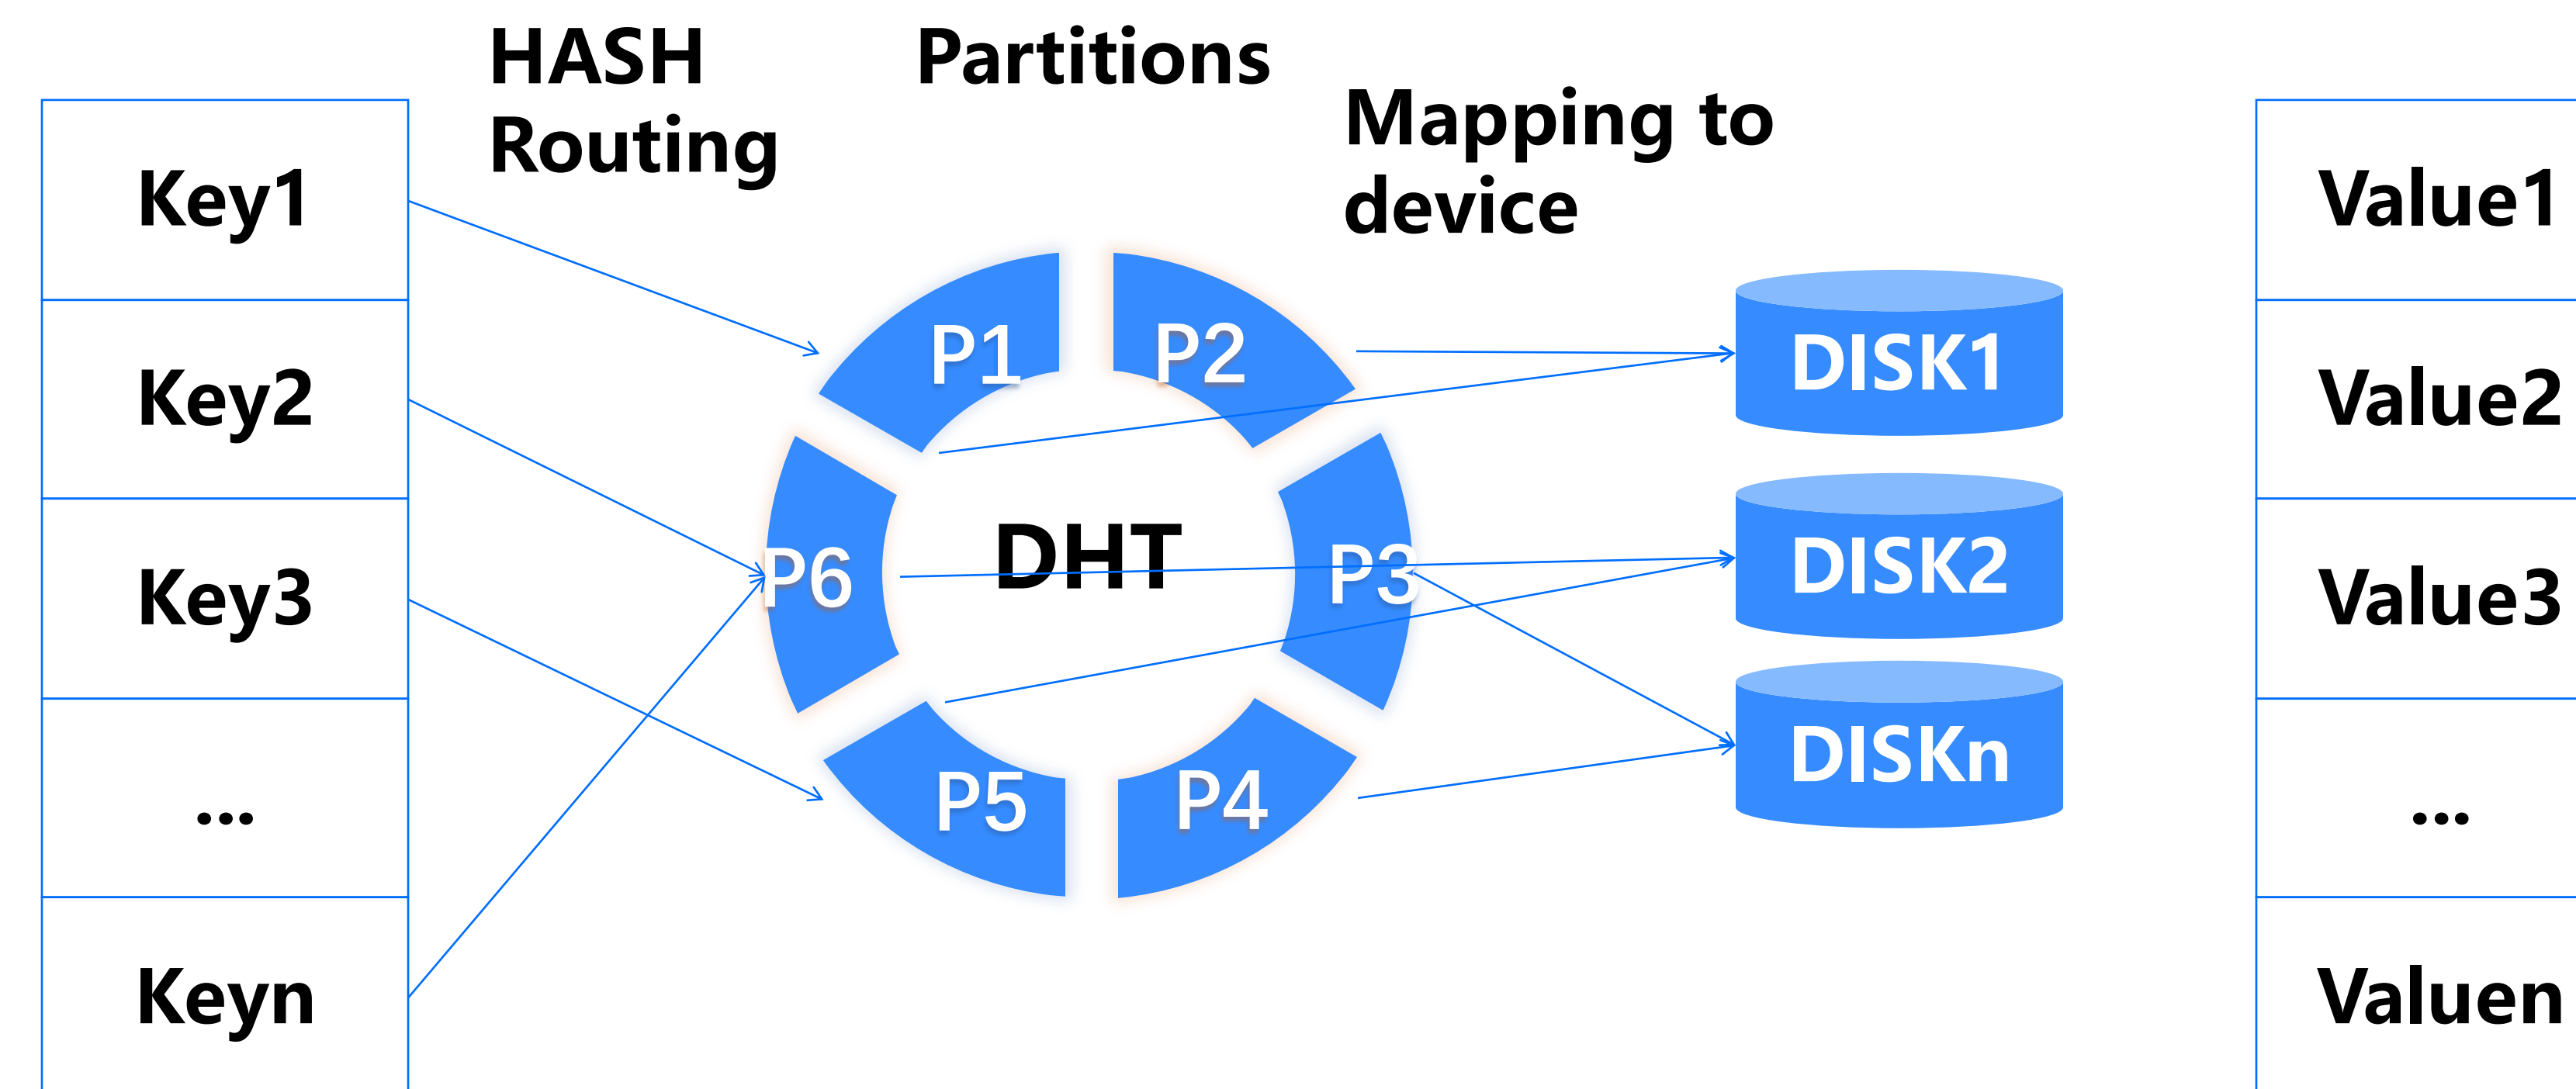 HASH
Routing
Partitions
Mapping to
device
Key1
Key2
Key3
...
Keyn
P1
P2
P3
P4
P5
P6
DHT
DISK1
DISK2
DISKn
Value1
Value2
Value3
...
Valuen